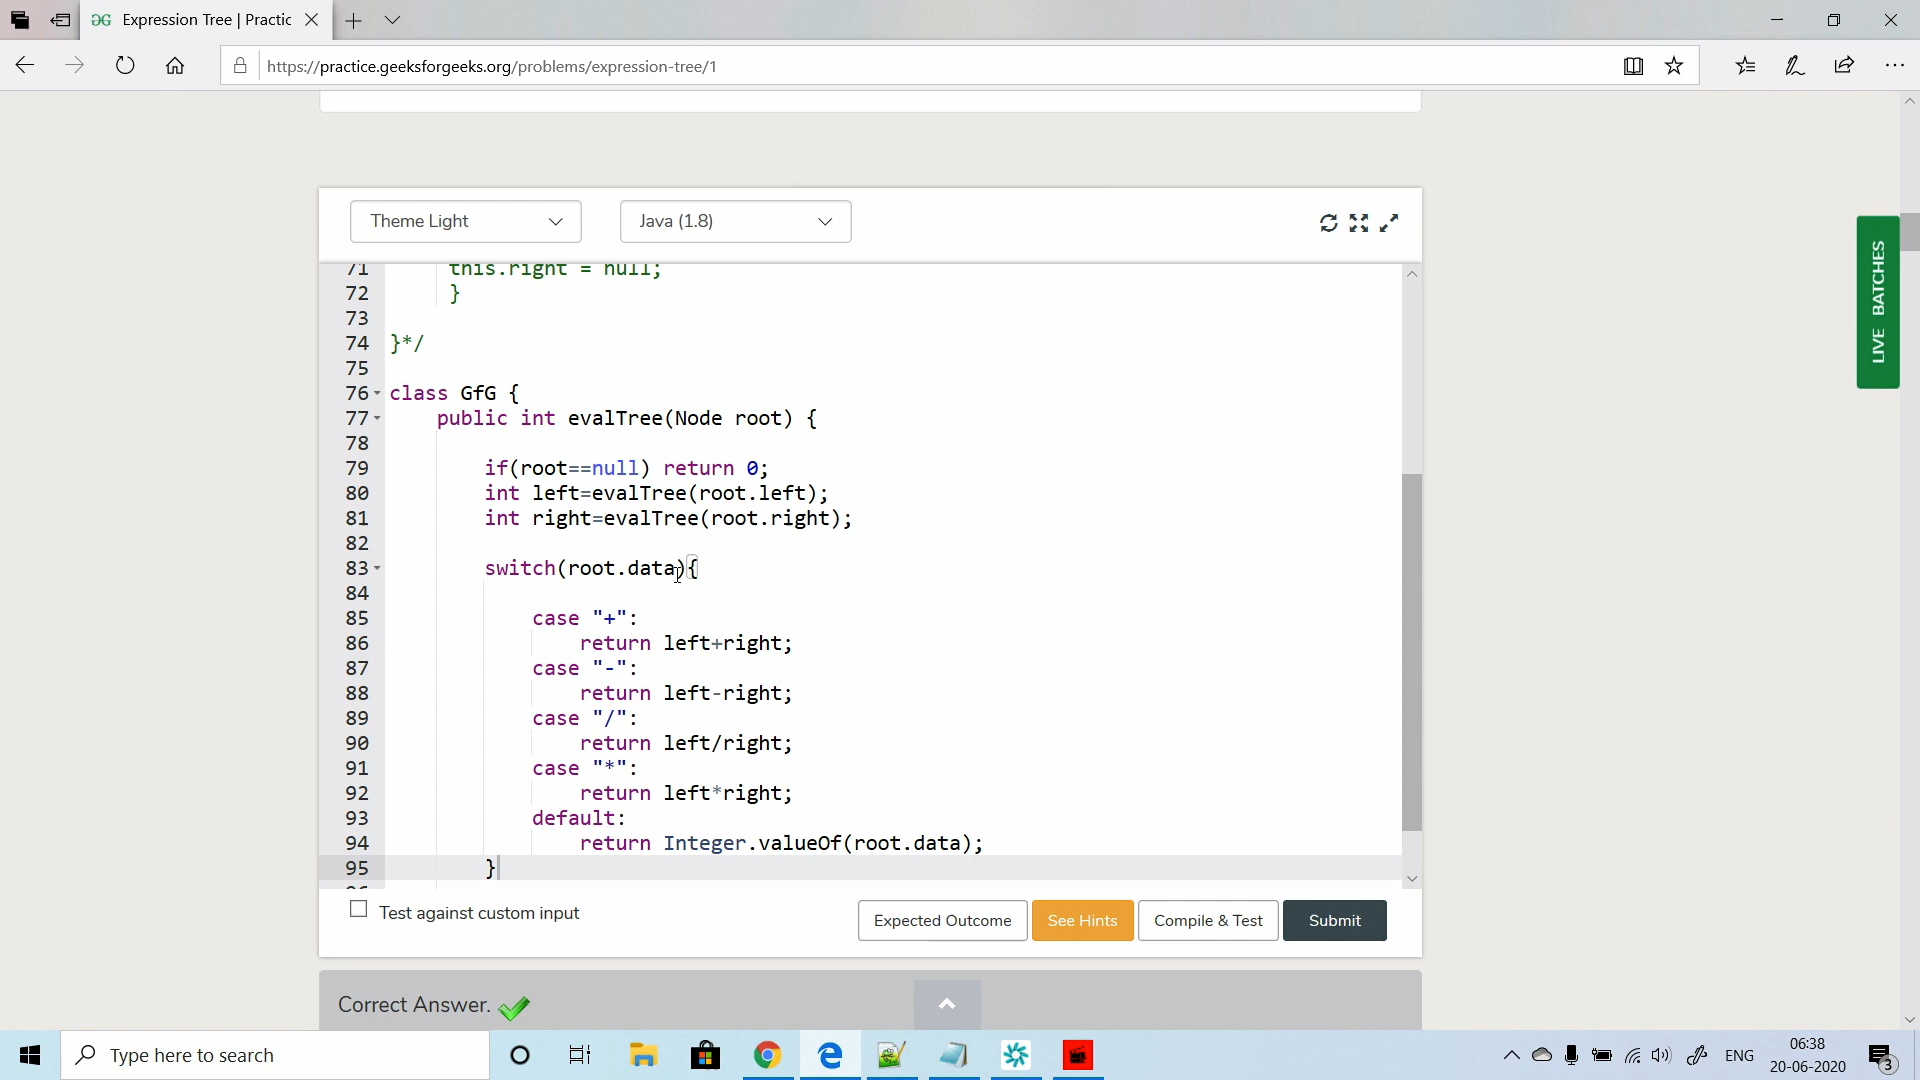 Expression Tree | Practic
https://practice.geeksforgeeks.org/problems/expression-tree/1
Theme Light
Java (1.8)
LIVE BATCHES
71 this.right = null;
72 }
73
74 }*/
75
76 class GfG {
77 public int evalTree(Node root) {
78
79 if(root==null) return 0;
80 int left=evalTree(root.left);
81 int right=evalTree(root.right);
82
83 switch(root.data){
84
85 case "+":
86 return left+right;
87 case "-":
88 return left-right;
89 case "/":
90 return left/right;
91 case "*":
92 return left*right;
93 default:
94 return Integer.valueOf(root.data);
95 }
Test against custom input
Expected Outcome
See Hints
Compile & Test
Submit
Correct Answer.
Type here to search
ENG
06:38
20-06-2020
3